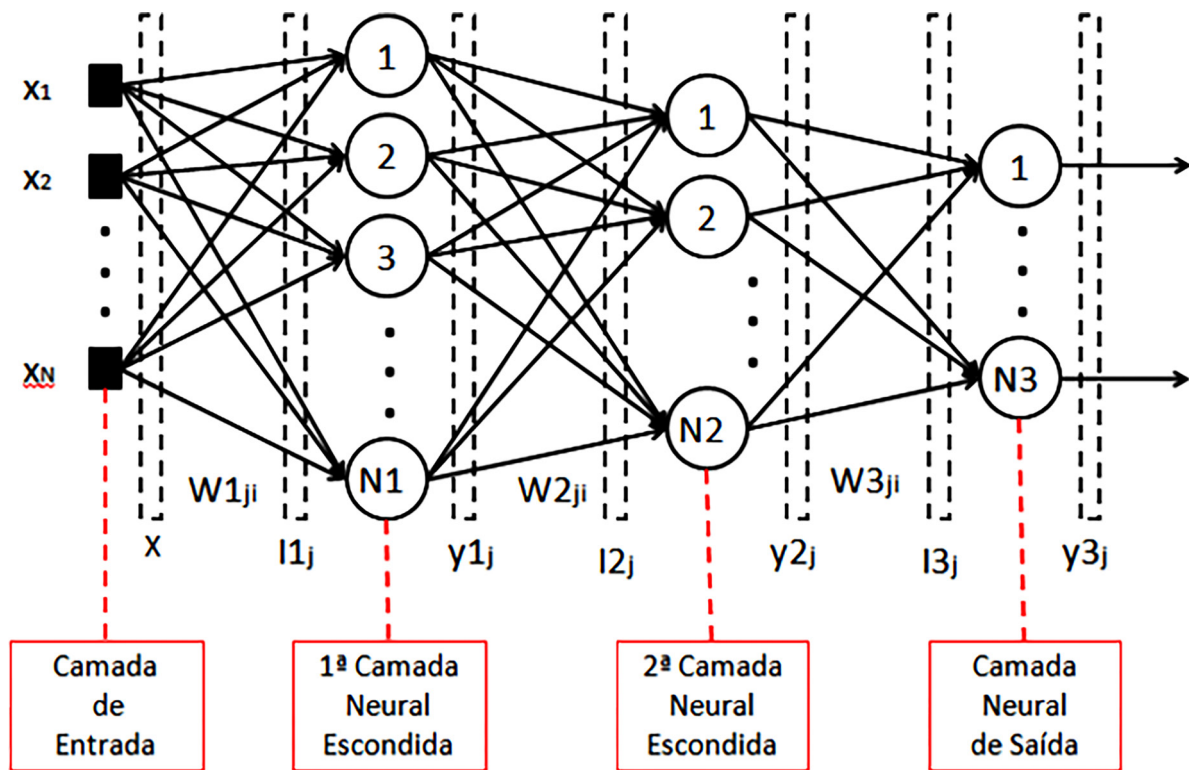 x1
x2
xN
1
2
3
N1
1
2
N2
1
N3
W1ji
W2ji
W3ji
x
I1j
y1j
I2j
y2j
I3j
y3j
Camada
de
Entrada
1ª Camada
Neural
Escondida
2ª Camada
Neural
Escondida
Camada
Neural
de Saída